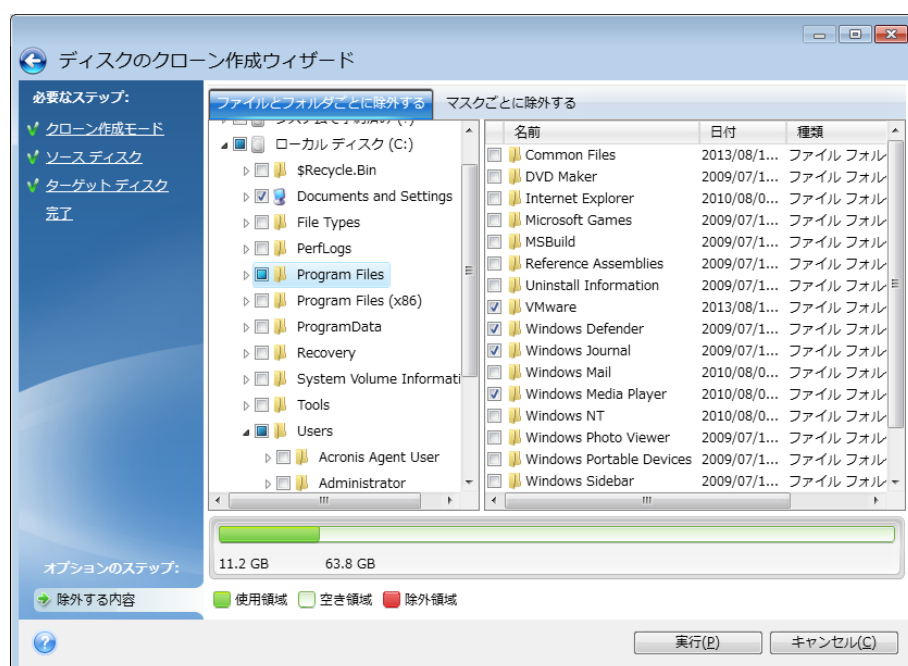 ディスクのクローン作成ウィザード
必要なステップ:
クローン作成モード
ソース ディスク
ターゲット ディスク
完了
オプションのステップ:
除外する内容
ファイルとフォルダごとに除外する
マスクごとに除外する
ローカル ディスク (C:)
$Recycle.Bin
Documents and Settings
File Types
PerfLogs
Program Files
Program Files (x86)
ProgramData
Recovery
System Volume Informati
Tools
Users
Acronis Agent User
Administrator
名前 日付 種類
Common Files 2013/08/1... ファイル フォル
DVD Maker 2009/07/1... ファイル フォル
Internet Explorer 2010/08/0... ファイル フォル
Microsoft Games 2009/07/1... ファイル フォル
MSBuild 2009/07/1... ファイル フォル
Reference Assemblies 2009/07/1... ファイル フォル
Uninstall Information 2009/07/1... ファイル フォル
VMware 2013/08/1... ファイル フォル
Windows Defender 2009/07/1... ファイル フォル
Windows Journal 2009/07/1... ファイル フォル
Windows Mail 2010/08/0... ファイル フォル
Windows Media Player 2010/08/0... ファイル フォル
Windows NT 2010/08/0... ファイル フォル
Windows Photo Viewer 2009/07/1... ファイル フォル
Windows Portable Devices 2009/07/1... ファイル フォル
Windows Sidebar 2009/07/1... ファイル フォル
11.2 GB 63.8 GB
使用領域 空き領域 除外領域
実行(P) キャンセル(C)